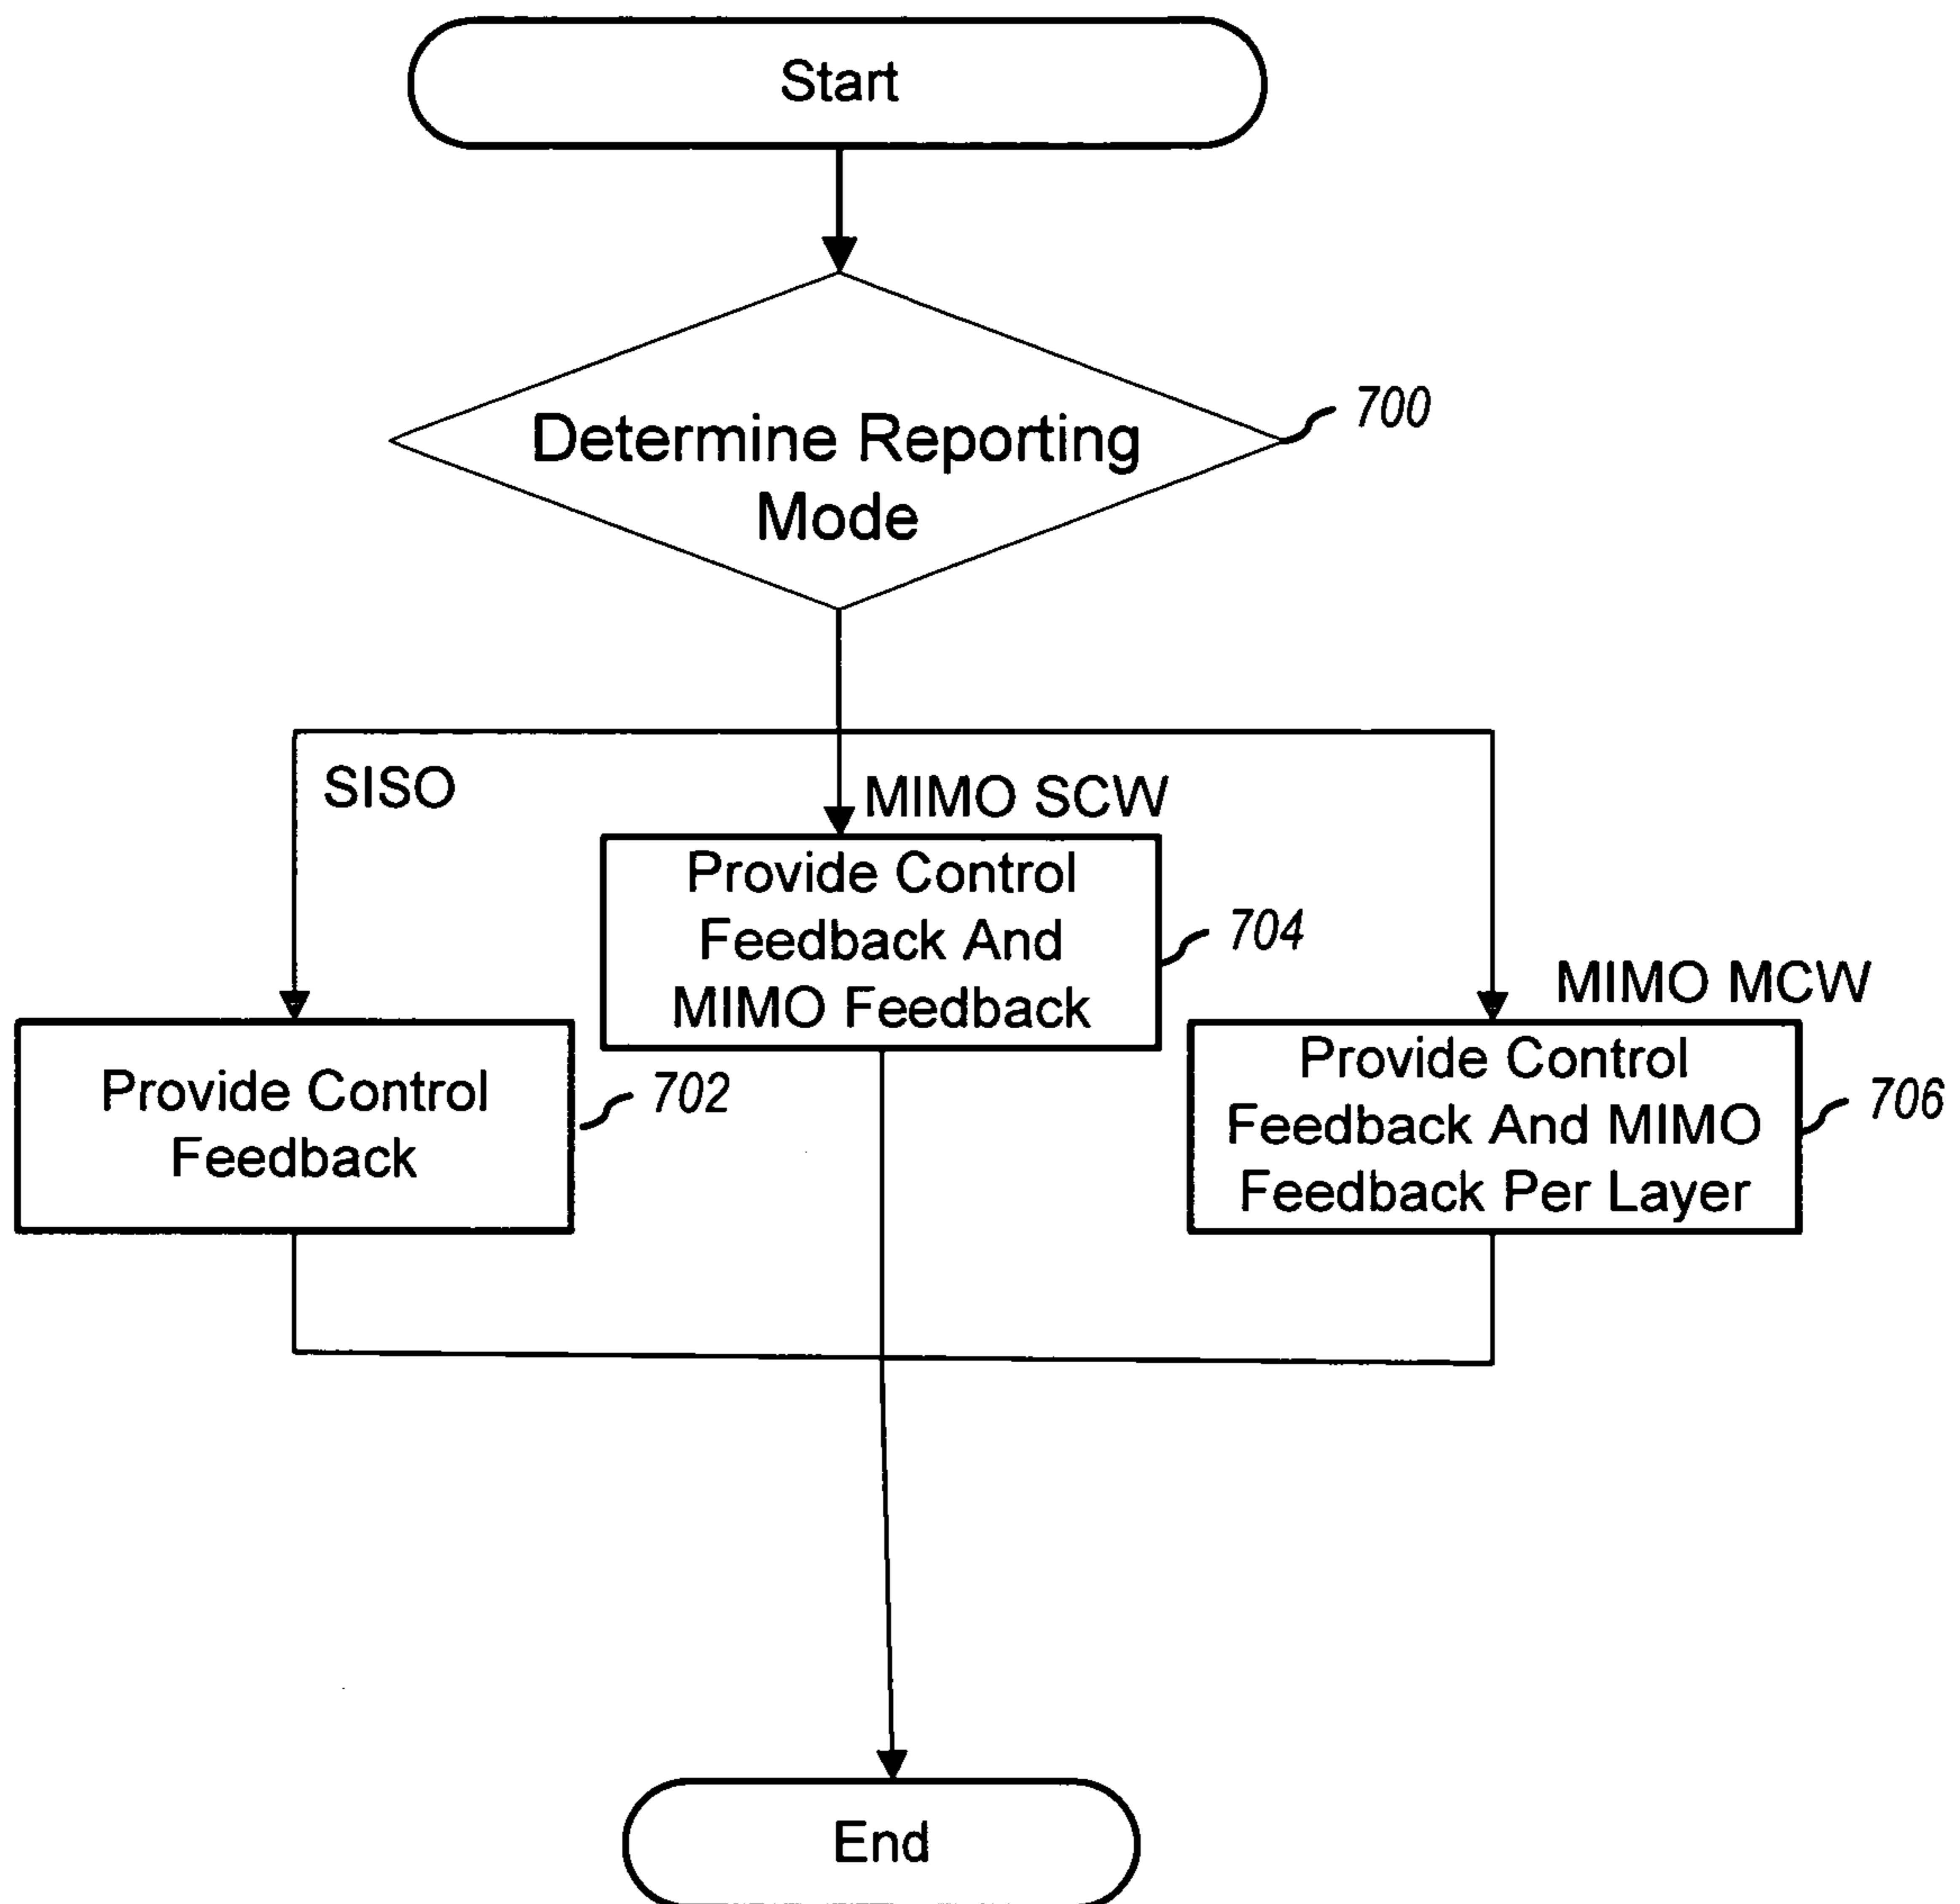 Start
Determine Reporting
Mode
700
SISO
MIMO SCW
Provide Control
Feedback And
MIMO Feedback
704
MIMO MCW
Provide Control
Feedback
702
Provide Control
Feedback And MIMO
Feedback Per Layer
706
End